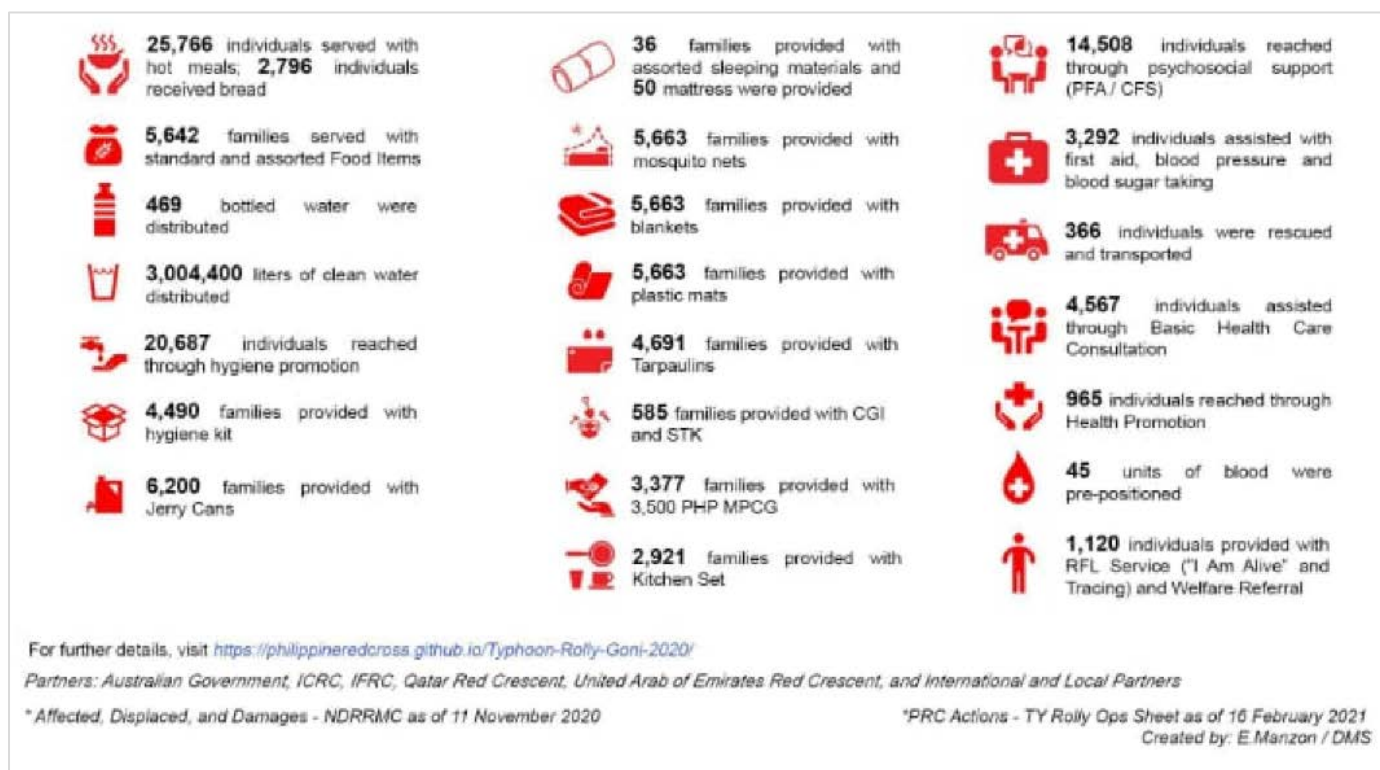 25,766 individuals served with
hot meals; 2,796 individuals
received bread
5,642 families served with
standard and assorted Food Items
469 bottled water were
distributed
3,004,400 liters of clean water
distributed
20,687 individuals reached
through hygiene promotion
4,490 families provided with
hygiene kit
6,200 families provided with
Jerry Cans
36 families provided with
assorted sleeping materials and
50 mattress were provided
5,663 families provided with
mosquito nets
5,663 families provided with
blankets
5,663 families provided with
plastic mats
4,691 families provided with
Tarpaulins
585 families provided with CGI
and STK
3,377 families provided with
3,500 PHP MPCG
2,921 families provided with
Kitchen Set
14,508 individuals reached
through psychosocial support
(PFA / CFS)
3,292 individuals assisted with
first aid, blood pressure and
blood sugar taking
366 individuals were rescued
and transported
4,567 individuals assisted
through Basic Health Care
Consultation
965 individuals reached through
Health Promotion
45 units of blood were
pre-positioned
1,120 individuals provided with
RFL Service ("I Am Alive" and
Tracing) and Welfare Referral
For further details, visit https://philippineredcross.github.io/Typhoon-Rolly-Goni-2020/
Partners: Australian Government, ICRC, IFRC, Qatar Red Crescent, United Arab of Emirates Red Crescent, and International and Local Partners
* Affected, Displaced, and Damages - NDRRMC as of 11 November 2020
*PRC Actions - TY Rolly Ops Sheet as of 16 February 2021
Created by: E.Manzon / DMS